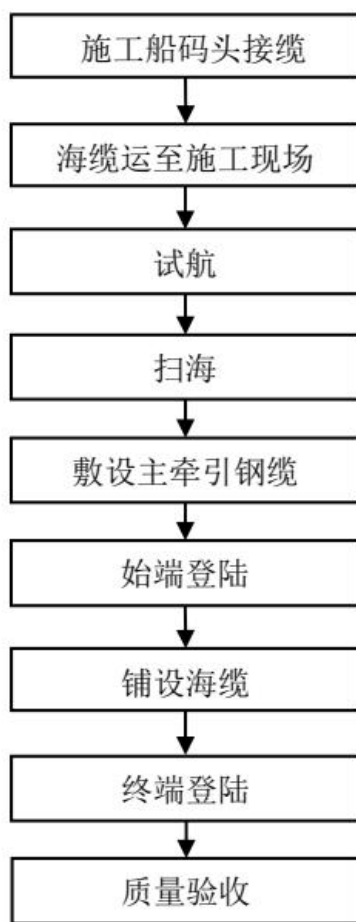 施工船码头接缆
海缆运至施工现场
试航
扫海
敷设主牵引钢缆
始端登陆
铺设海缆
终端登陆
质量验收